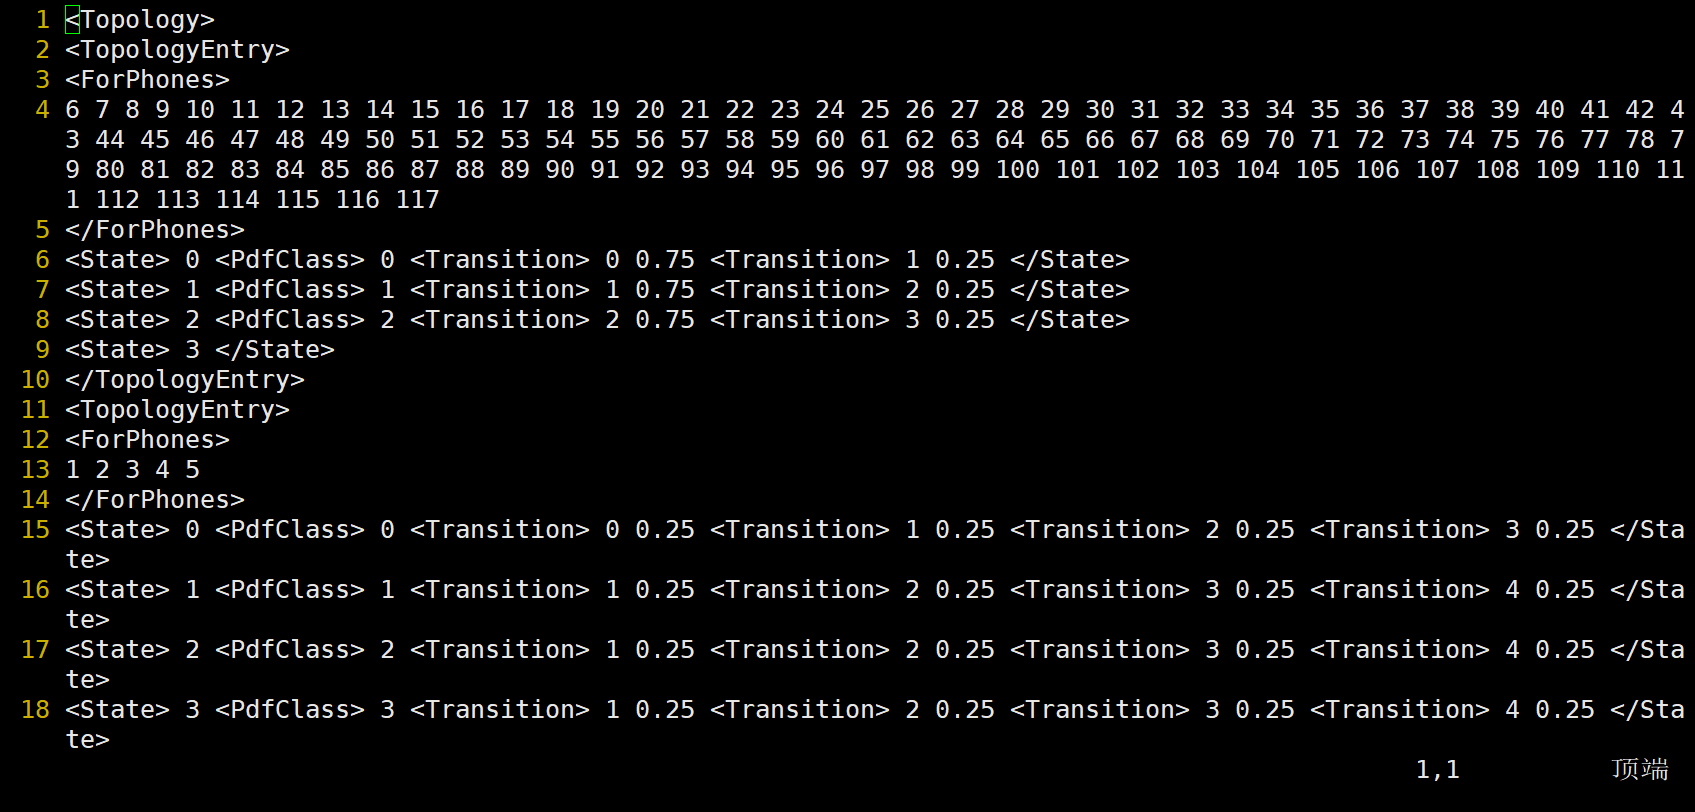 1 <Topology>
2 <TopologyEntry>
3 <ForPhones>
4 6 7 8 9 10 11 12 13 14 15 16 17 18 19 20 21 22 23 24 25 26 27 28 29 30 31 32 33 34 35 36 37 38 39 40 41 42 4
3 44 45 46 47 48 49 50 51 52 53 54 55 56 57 58 59 60 61 62 63 64 65 66 67 68 69 70 71 72 73 74 75 76 77 78 7
9 80 81 82 83 84 85 86 87 88 89 90 91 92 93 94 95 96 97 98 99 100 101 102 103 104 105 106 107 108 109 110 11
1 112 113 114 115 116 117
5 </ForPhones>
6 <State> 0 <PdfClass> 0 <Transition> 0 0.75 <Transition> 1 0.25 </State>
7 <State> 1 <PdfClass> 1 <Transition> 1 0.75 <Transition> 2 0.25 </State>
8 <State> 2 <PdfClass> 2 <Transition> 2 0.75 <Transition> 3 0.25 </State>
9 <State> 3 </State>
10 </TopologyEntry>
11 <TopologyEntry>
12 <ForPhones>
13 1 2 3 4 5
14 </ForPhones>
15 <State> 0 <PdfClass> 0 <Transition> 0 0.25 <Transition> 1 0.25 <Transition> 2 0.25 <Transition> 3 0.25 </Sta
te>
16 <State> 1 <PdfClass> 1 <Transition> 1 0.25 <Transition> 2 0.25 <Transition> 3 0.25 <Transition> 4 0.25 </Sta
te>
17 <State> 2 <PdfClass> 2 <Transition> 1 0.25 <Transition> 2 0.25 <Transition> 3 0.25 <Transition> 4 0.25 </Sta
te>
18 <State> 3 <PdfClass> 3 <Transition> 1 0.25 <Transition> 2 0.25 <Transition> 3 0.25 <Transition> 4 0.25 </Sta
te>
1,1 顶端